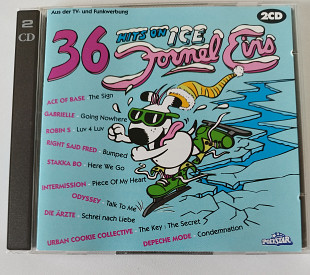 Aus der TV- und Funkwerbung
2CD
2
CD
36
HITS ON ICE
Formel Eins
ACE OF BASE The Sign
GABRIELLE Going Nowhere
ROBIN S Luv 4 Luv
RIGHT SAID FRED Bumped
STAKKA BO Here We Go
INTERMISSION Piece Of My Heart
ODYSSEY Talk To Me
DIE ÄRZTE Schrei nach Liebe
URBAN COOKIE COLLECTIVE The Key : The Secret
DEPECHE MODE Condemnation
POLYSTAR